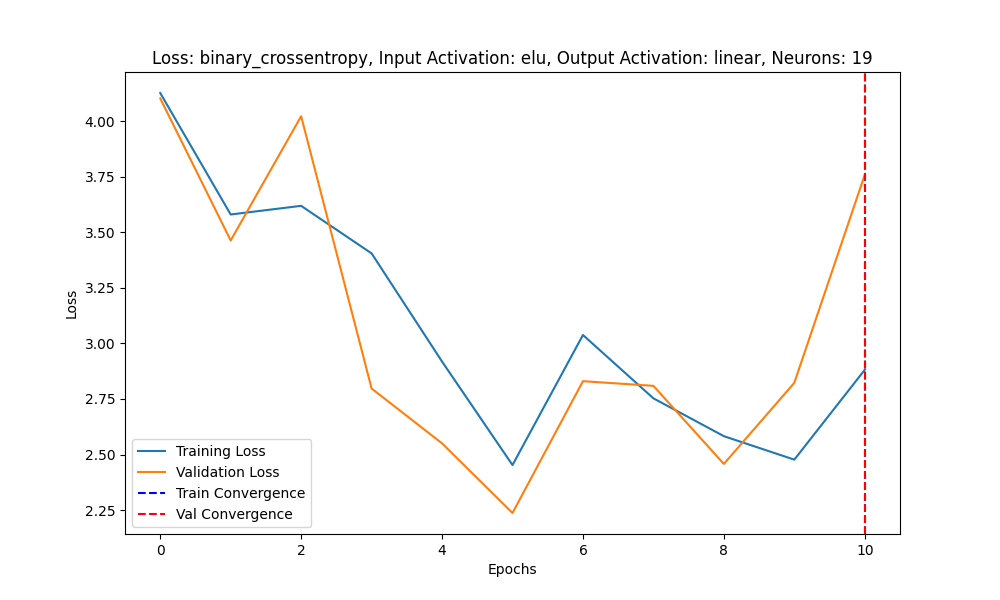 Loss: binary_crossentropy, Input Activation: elu, Output Activation: linear, Neurons: 19
4.00
3.75
3.50
3.25
3.00
2.75
2.50
2.25
Loss
Training Loss
Validation Loss
Train Convergence
Val Convergence
0 2 4 6 8 10
Epochs